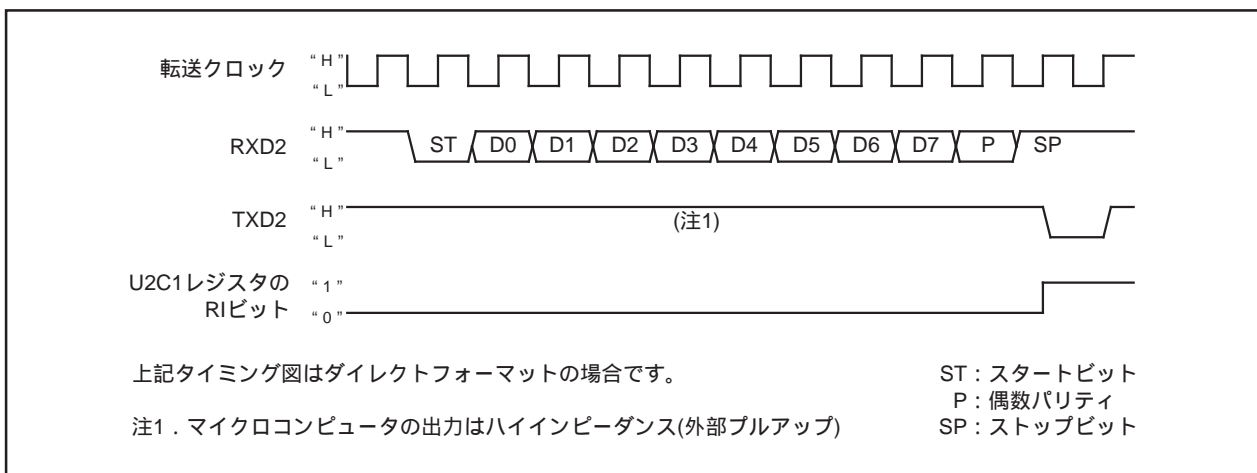 転送クロック
“ H ”
“ L ”
RXD2
“ H ”
“ L ”
ST D0 D1 D2 D3 D4 D5 D6 D7 P SP
TXD2
“ H ”
“ L ”
(注1)
U2C1レジスタの
RIビット
“ 1 ”
“ 0 ”
上記タイミング図はダイレクトフォーマットの場合です。
注1．マイクロコンピュータの出力はハイインピーダンス(外部プルアップ)
ST : スタートビット
P : 偶数パリティ
SP : ストップビット